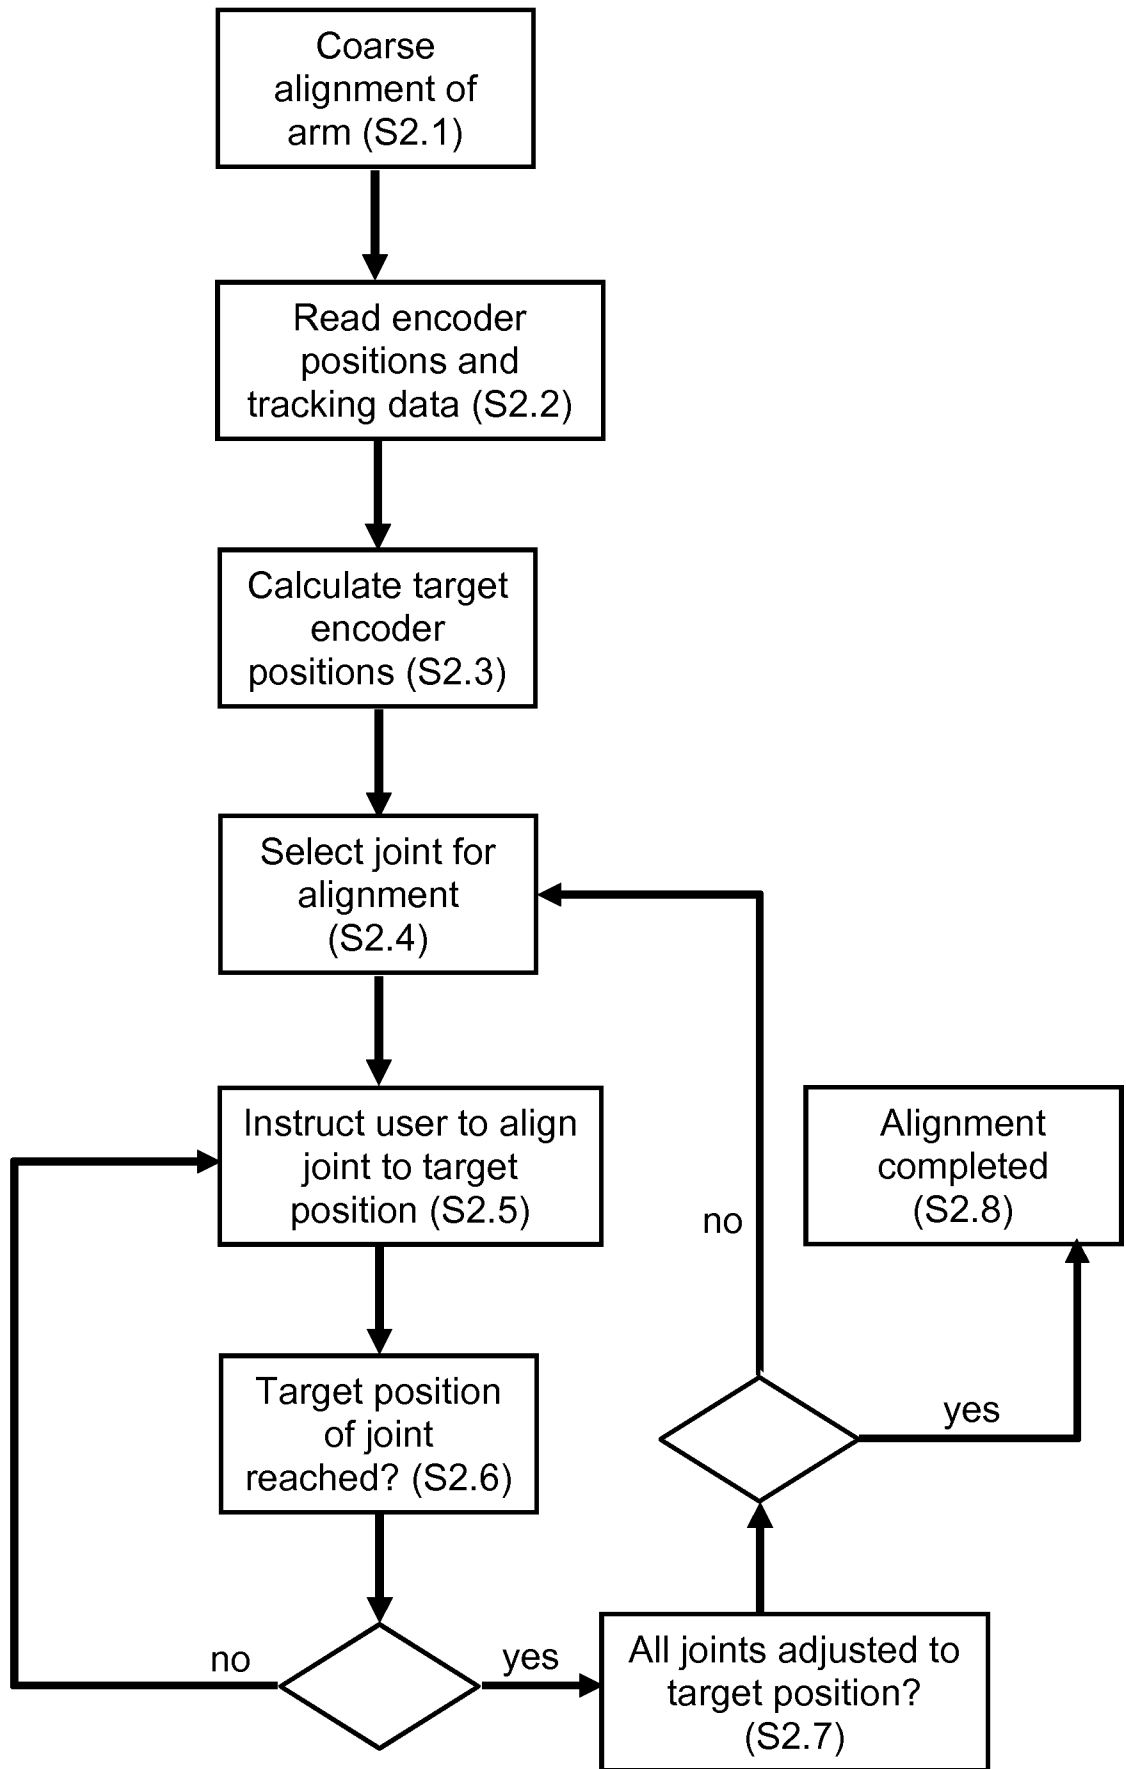 Coarse
alignment of
arm (S2.1)
Read encoder
positions and
tracking data (S2.2)
Calculate target
encoder
positions (S2.3)
Select joint for
alignment
(S2.4)
Instruct user to align
joint to target
position (S2.5)
Target position
of joint
reached? (S2.6)
no
yes
All joints adjusted to
target position?
(S2.7)
no
yes
Alignment
completed
(S2.8)